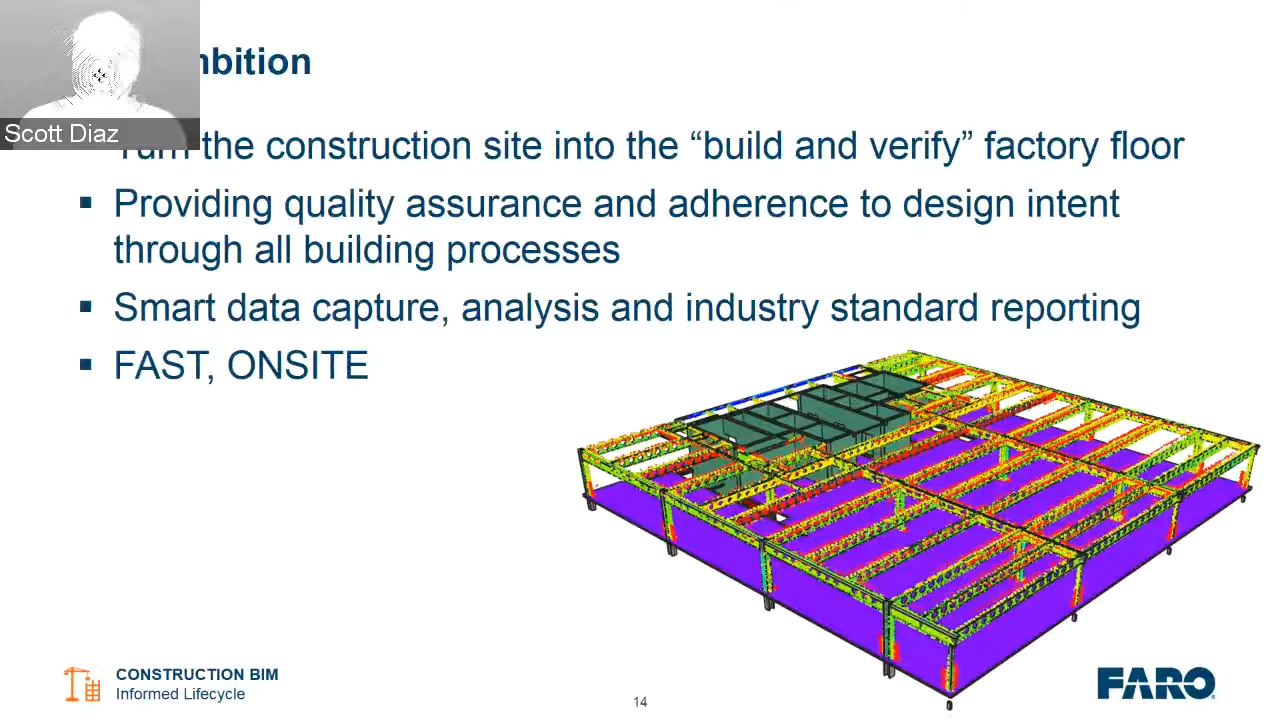 mbition
Scott Diaz
Turn the construction site into the “build and verify” factory floor
▪ Providing quality assurance and adherence to design intent
through all building processes
▪ Smart data capture, analysis and industry standard reporting
▪ FAST, ONSITE
CONSTRUCTION BIM
Informed Lifecycle
14
FARO